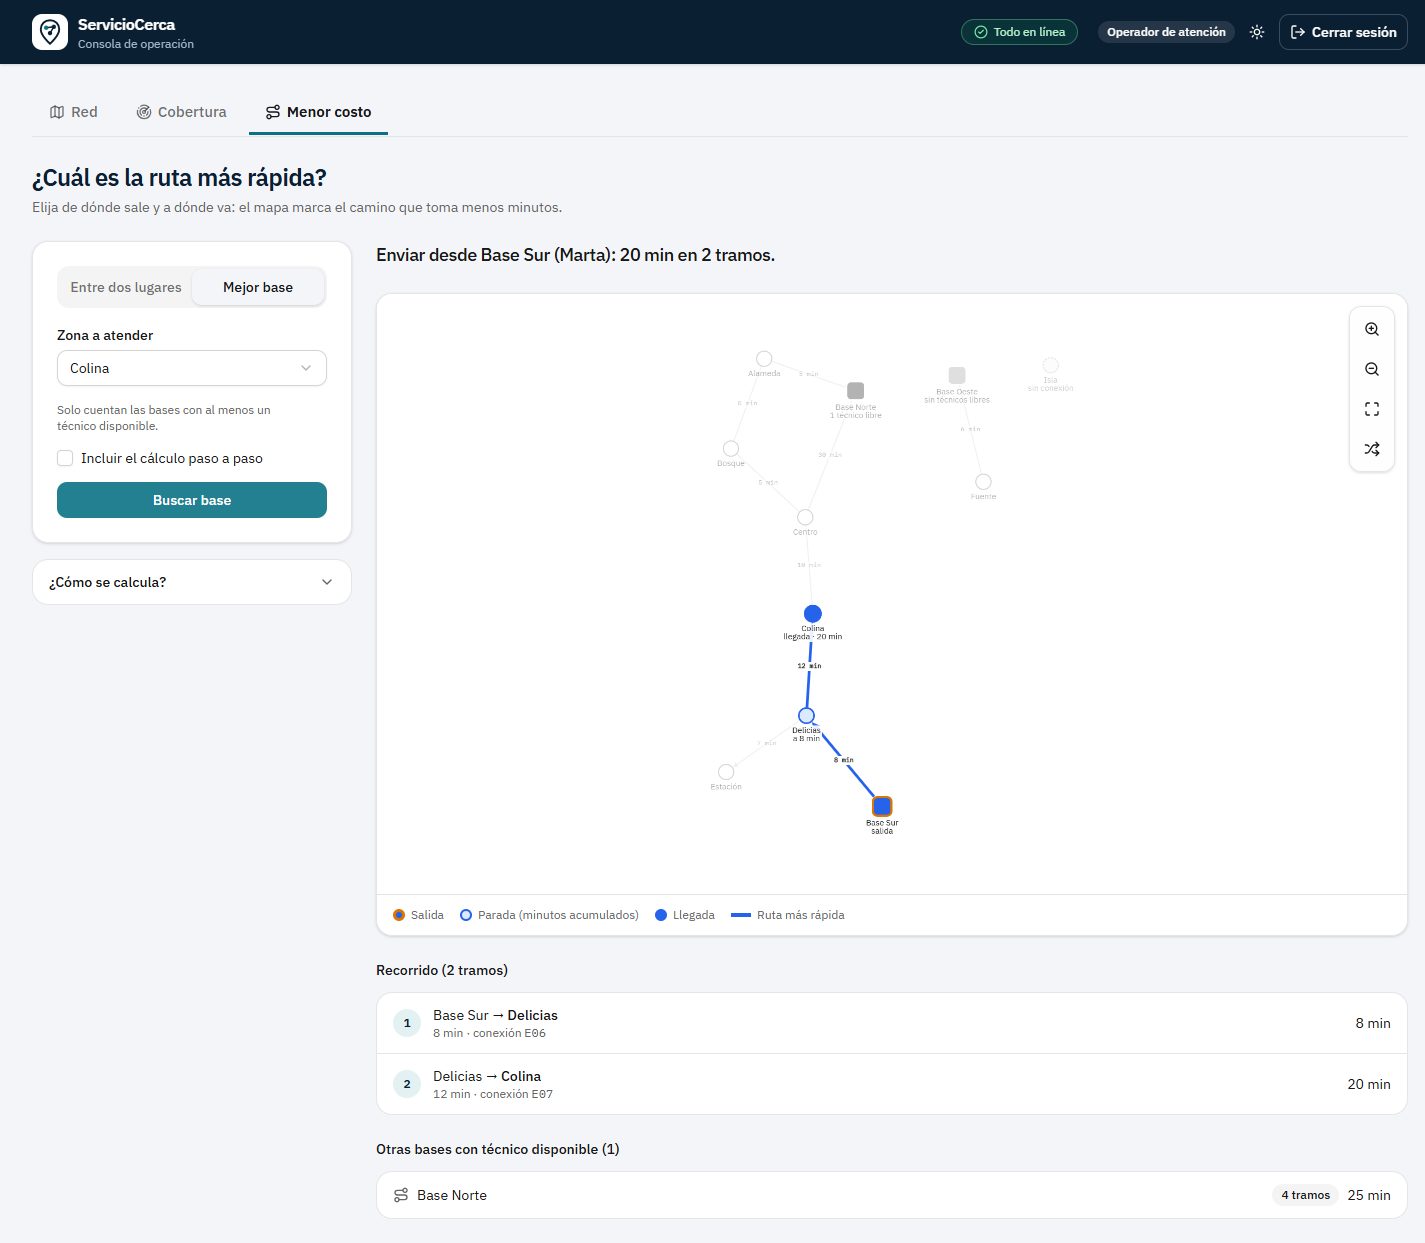 ServicioCerca
Consola de operación
Todo en línea
Operador de atención
Cerrar sesión
Red
Cobertura
Menor costo
¿Cuál es la ruta más rápida?
Elija de dónde sale y a dónde va: el mapa marca el camino que toma menos minutos.
Entre dos lugares
Mejor base
Zona a atender
Colina
Solo cuentan las bases con al menos un
técnico disponible.
Incluir el cálculo paso a paso
Buscar base
¿Cómo se calcula?
Enviar desde Base Sur (Marta): 20 min en 2 tramos.
Alameda
5 min
Base Norte
1 técnico libre
Base Oeste
sin técnicos libres
Isla
sin conexión
6 min
6 min
Bosque
30 min
5 min
Fuente
Centro
10 min
Colina
llegada · 20 min
12 min
Delicias
a 8 min
7 min
8 min
Estación
Base Sur
salida
Salida
Parada (minutos acumulados)
Llegada
Ruta más rápida
Recorrido (2 tramos)
1
Base Sur → Delicias
8 min · conexión E06
8 min
2
Delicias → Colina
12 min · conexión E07
20 min
Otras bases con técnico disponible (1)
Base Norte
4 tramos
25 min